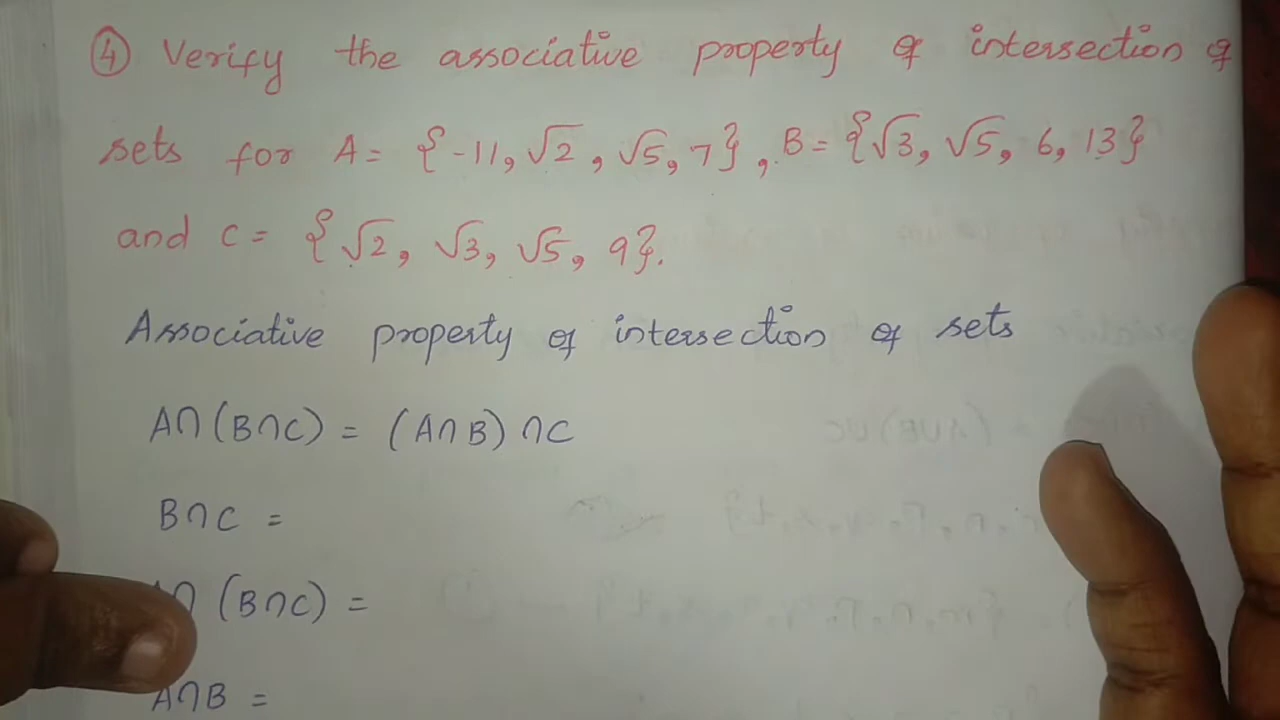 ④ Verify the associative property of intersection of
sets for A = {-11, √2, √5, 7}, B = {√3, √5, 6, 13}
and C = {√2, √3, √5, 9}.
Associative property of intersection of sets
A∩(B∩C) = (A∩B)∩C
B∩C =
A∩(B∩C) =
A∩B =